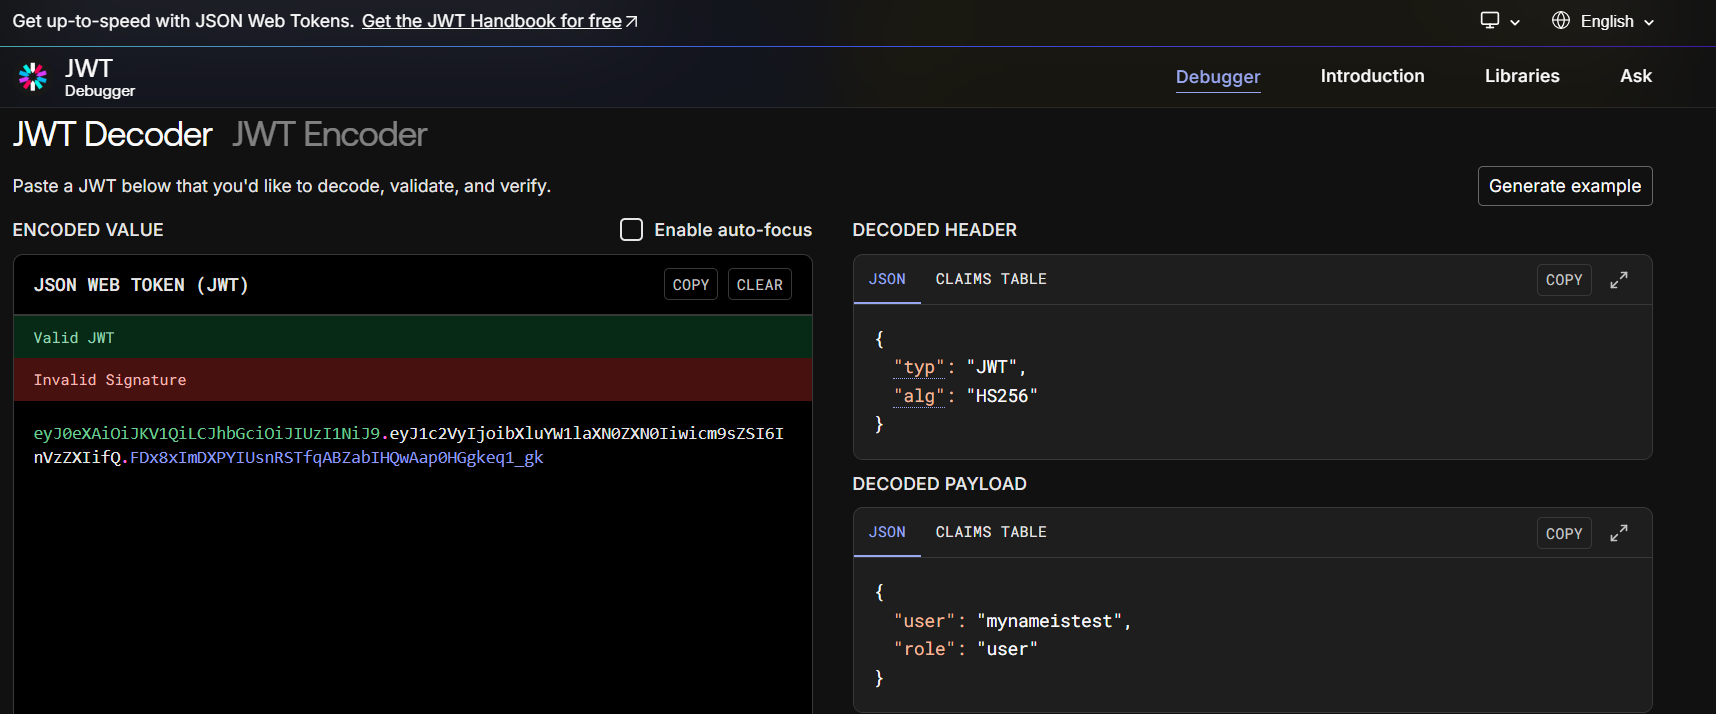 Get up-to-speed with JSON Web Tokens. Get the JWT Handbook for free
English
JWT
Debugger
Debugger
Introduction
Libraries
Ask
JWT Decoder
JWT Encoder
Paste a JWT below that you'd like to decode, validate, and verify.
Generate example
ENCODED VALUE
Enable auto-focus
JSON WEB TOKEN (JWT)
COPY
CLEAR
Valid JWT
Invalid Signature
eyJ0eXAiOiJKV1QiLCJhbGciOiJIUzI1NiJ9.eyJ1c2VyIjoibXluYW1laXN0ZXN0Iiwicm9sZSI6I
nVzZXIifQ.FDx8xImDXPYIUsnRSTfqABZabIHQwAap0HGgkeq1_gk
DECODED HEADER
JSON
CLAIMS TABLE
COPY
{
"typ": "JWT",
"alg": "HS256"
}
DECODED PAYLOAD
JSON
CLAIMS TABLE
COPY
{
"user": "mynameistest",
"role": "user"
}